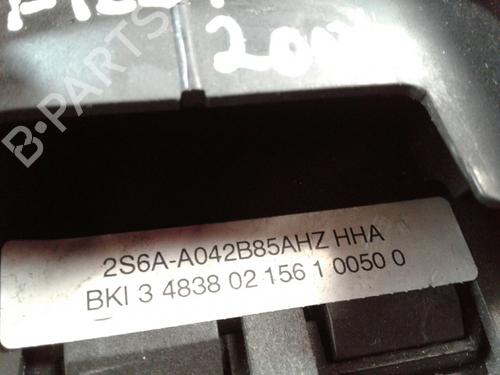 B-PARTS
2S6A-A042B85AHZ HHA
BKI 3 4838 02 156 1 0050 0